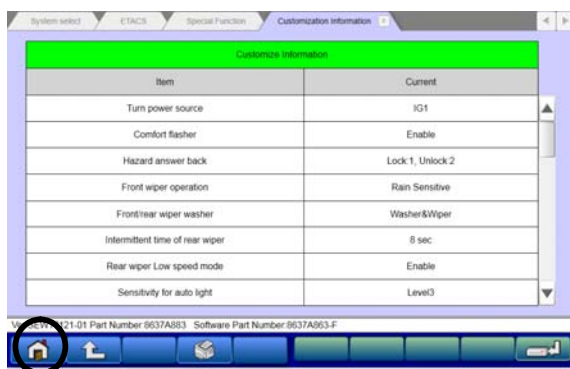 System select ETACS Special Function Customization Information
Customize Information
Item Current
Turn power source IG1
Comfort flasher Enable
Hazard answer back Lock:1, Unlock:2
Front wiper operation Rain Sensitive
Front/rear wiper washer Washer&Wiper
Intermittent time of rear wiper 8 sec
Rear wiper Low speed mode Enable
Sensitivity for auto light Level3
121-01 Part Number:8637A883 Software Part Number:8637A863-F